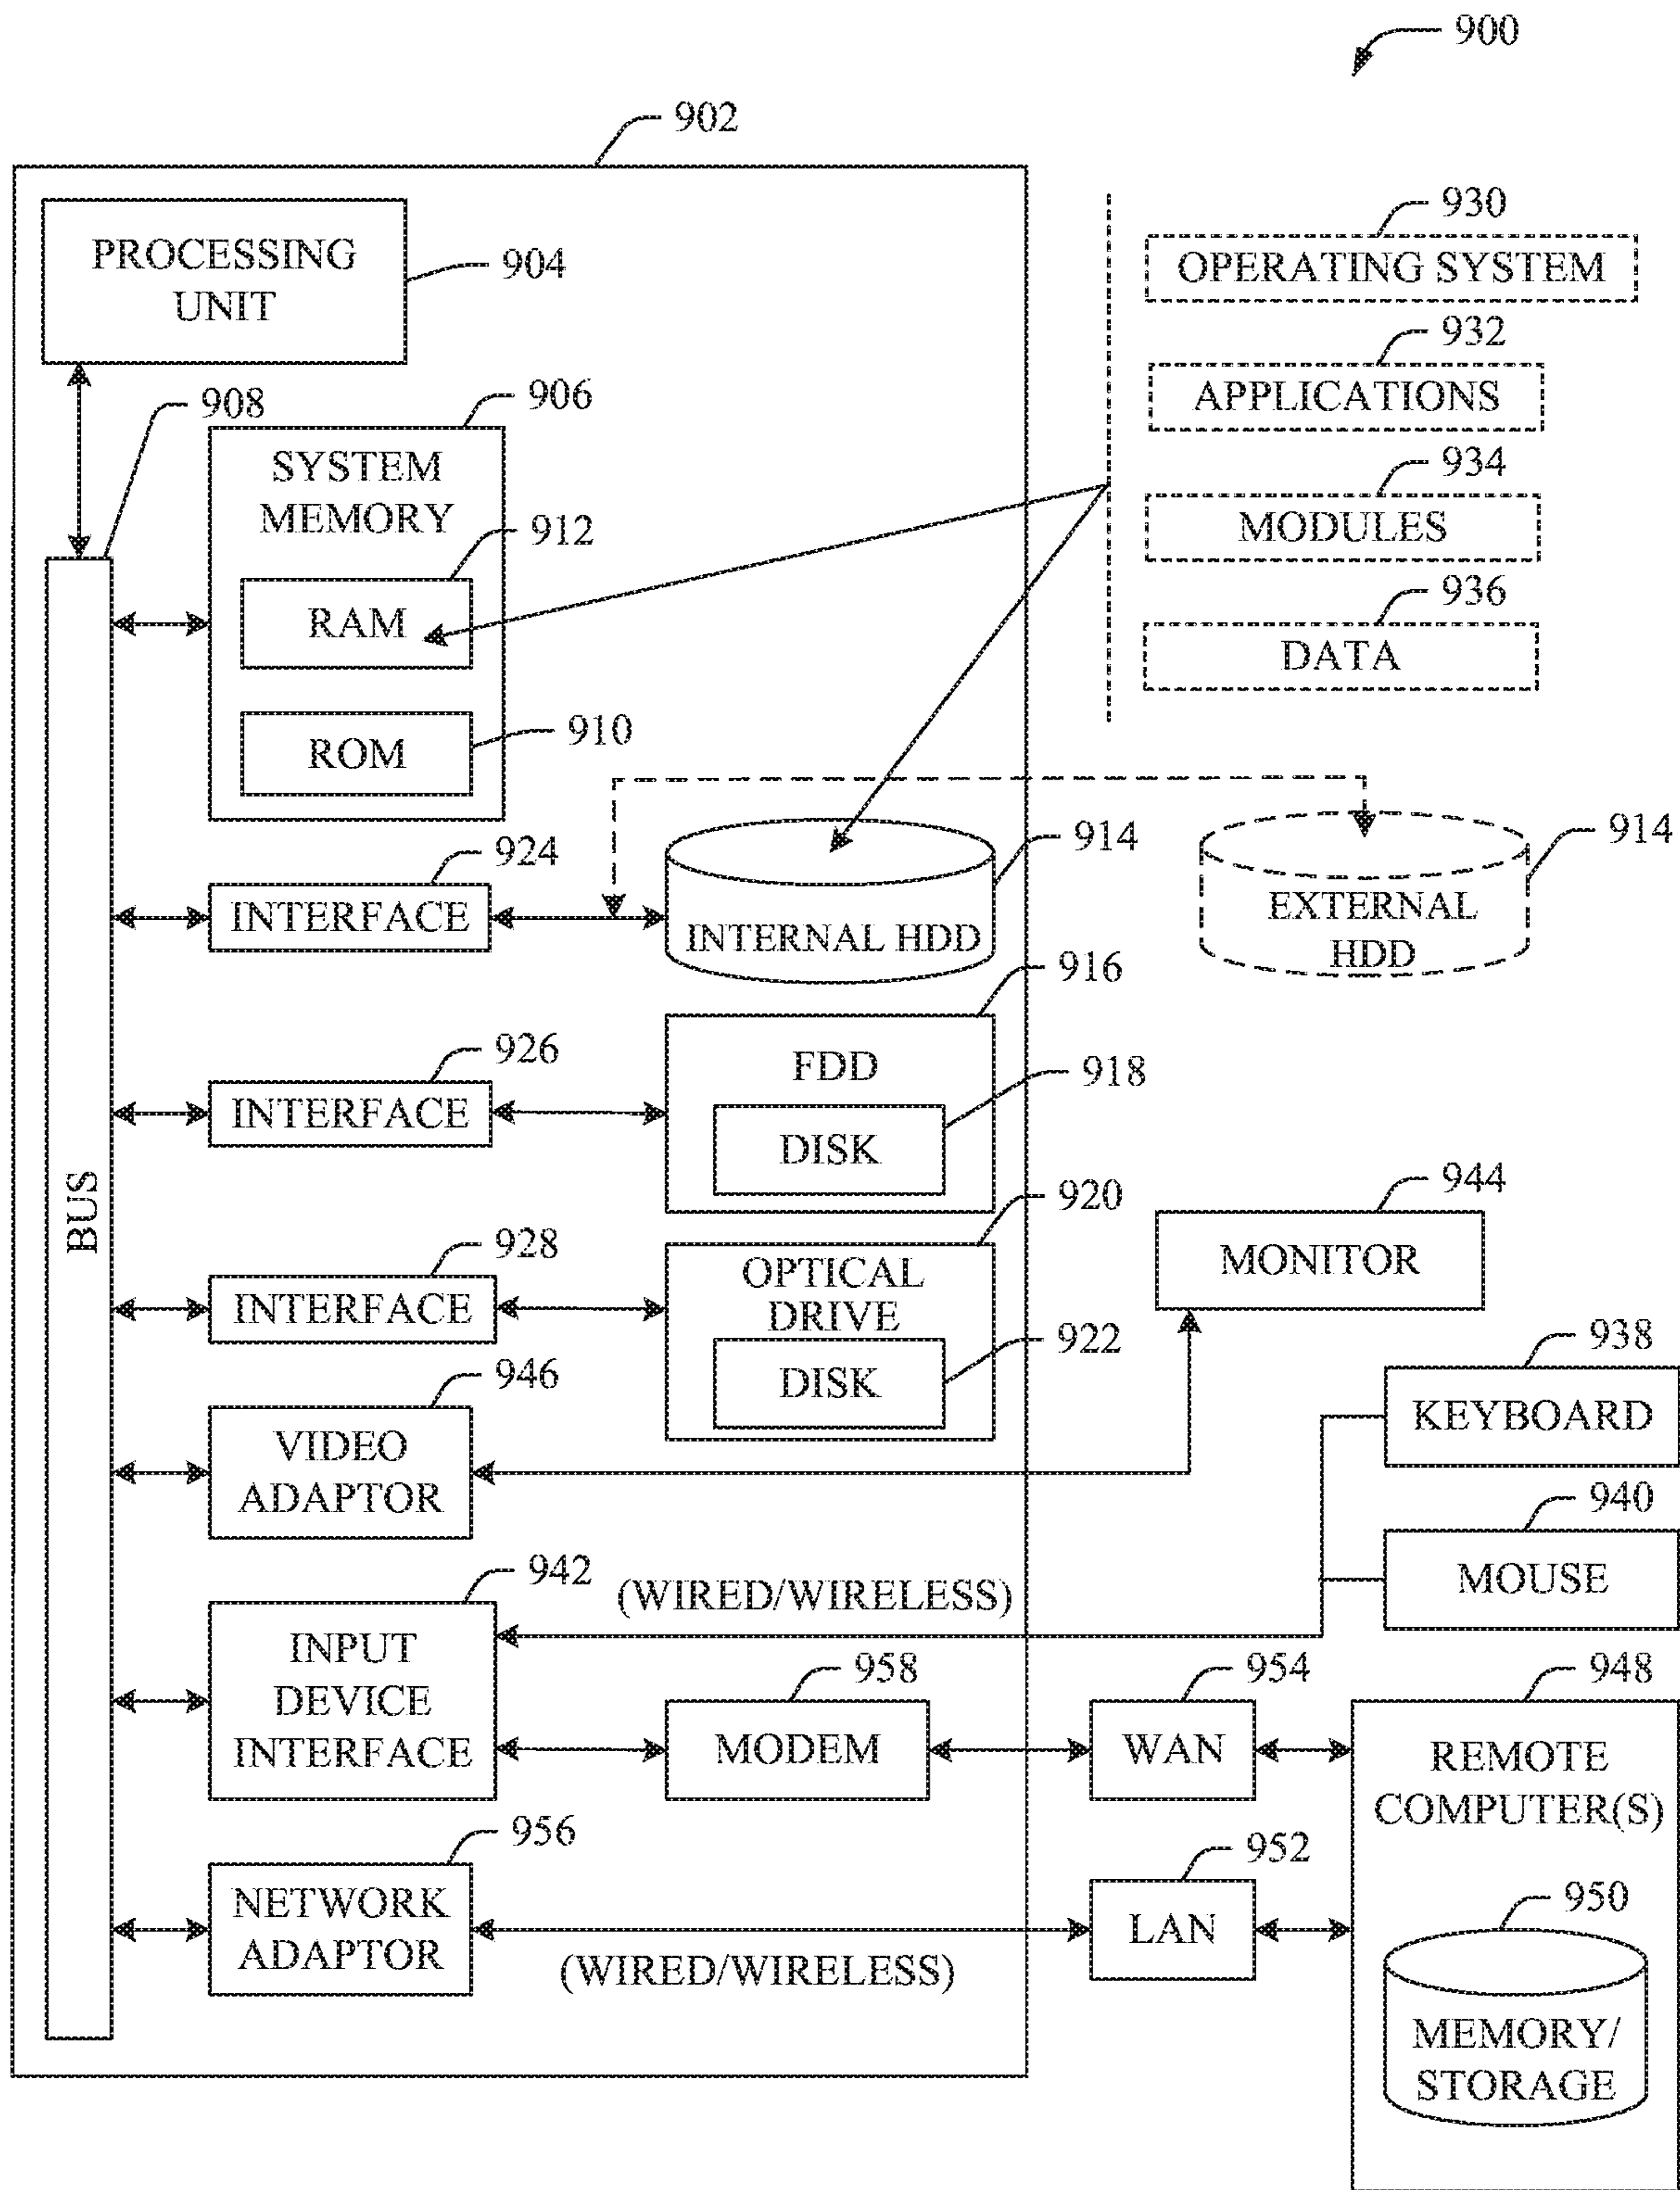 900
902
PROCESSING
UNIT
904
930
OPERATING SYSTEM
932
APPLICATIONS
934
MODULES
936
DATA
908
906
SYSTEM
MEMORY
912
RAM
910
ROM
924
INTERFACE
914
INTERNAL HDD
914
EXTERNAL
HDD
926
INTERFACE
916
FDD
918
DISK
BUS
928
INTERFACE
920
OPTICAL
DRIVE
922
DISK
944
MONITOR
946
VIDEO
ADAPTOR
938
KEYBOARD
940
MOUSE
942
INPUT
DEVICE
INTERFACE
(WIRED/WIRELESS)
958
MODEM
954
WAN
948
REMOTE
COMPUTER(S)
956
NETWORK
ADAPTOR
(WIRED/WIRELESS)
952
LAN
950
MEMORY/
STORAGE